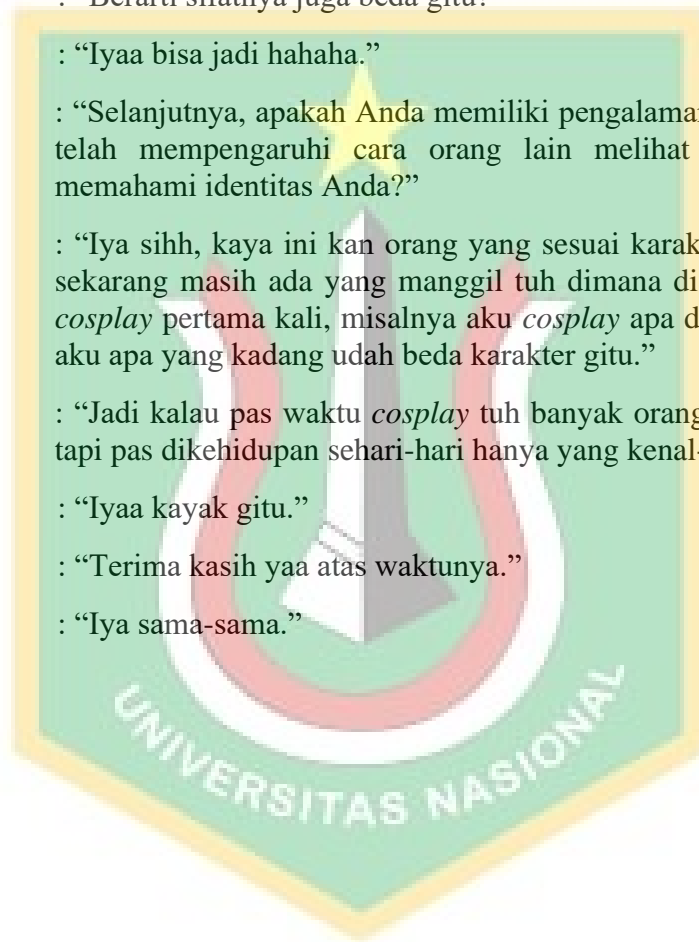 : “Berarti sifatnya juga beda gitu?
: “Iyaa bisa jadi hahaha.”
: “Selanjutnya, apakah Anda memiliki
telah mempengaruhi cara orang lain melihat
memahami identitas Anda?”
: “Iya sihh, kaya ini kan orang yang sesuai
sekarang masih ada yang manggil tuh dimana
cosplay pertama kali, misalnya aku cosplay apa
aku apa yang kadang udah beda karakter gitu.”
: “Jadi kalau pas waktu cosplay tuh banyak orang
tapi pas dikehidupan sehari-hari hanya yang kenal-
: “Iyaa kayak gitu.”
: “Terima kasih yaa atas waktunya.”
: “Iya sama-sama.”
UNIVERSITAS NASIONAL